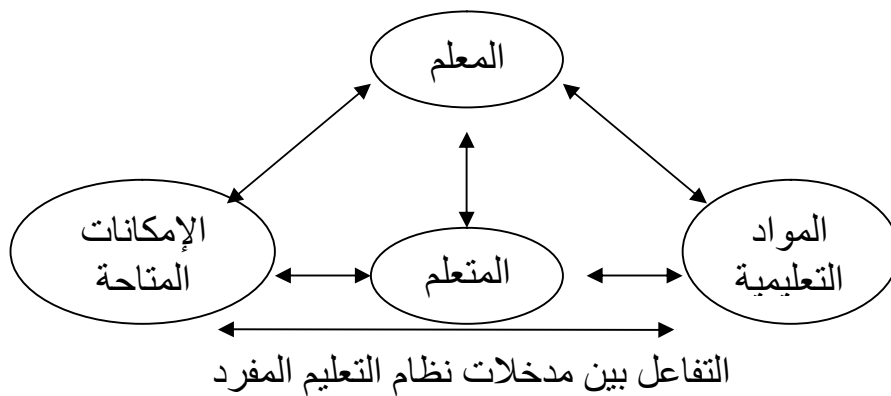 المعلم
الإمكانات
المتاحة
المتعلم
المواد
التعليمية
التفاعل بين مدخلات نظام التعليم المفرد